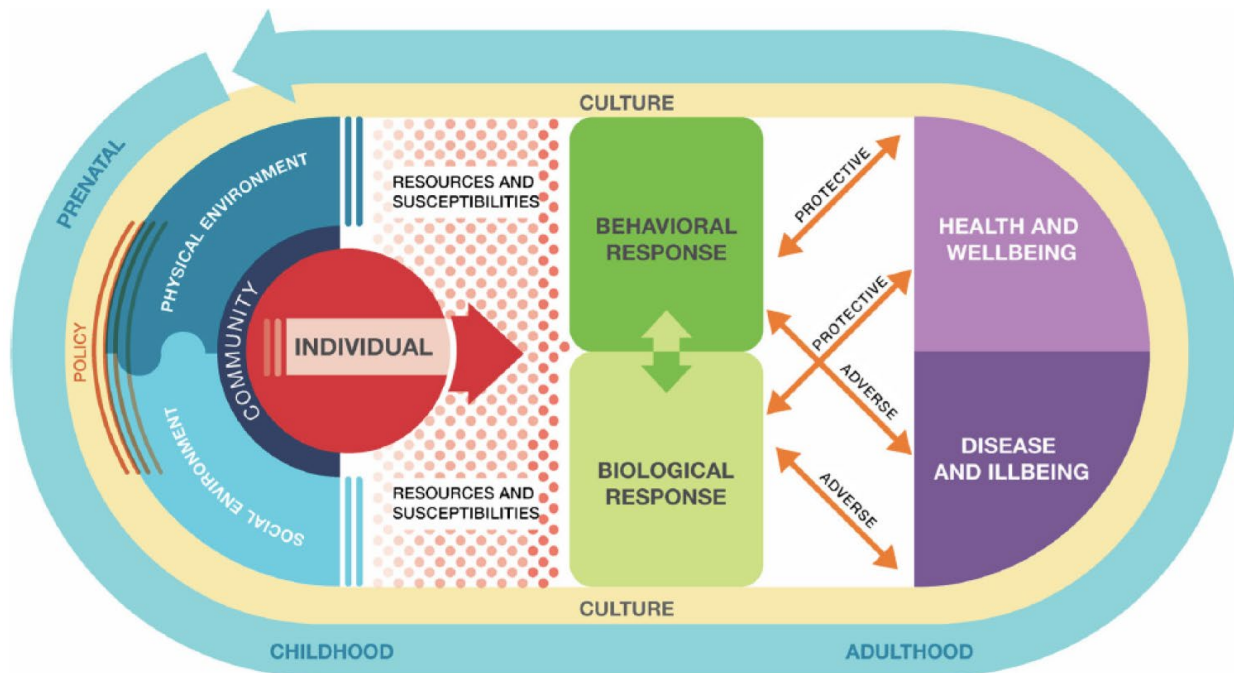 CULTURE
PRENATAL
PHYSICAL ENVIRONMENT
RESOURCES AND
SUSCEPTIBILITIES
BEHAVIORAL
RESPONSE
PROTECTIVE
HEALTH AND
WELLBEING
POLICY
COMMUNITY
INDIVIDUAL
PROTECTIVE
ADVERSE
SOCIAL ENVIRONMENT
RESOURCES AND
SUSCEPTIBILITIES
BIOLOGICAL
RESPONSE
ADVERSE
DISEASE
AND ILLBEING
CULTURE
CHILDHOOD
ADULTHOOD